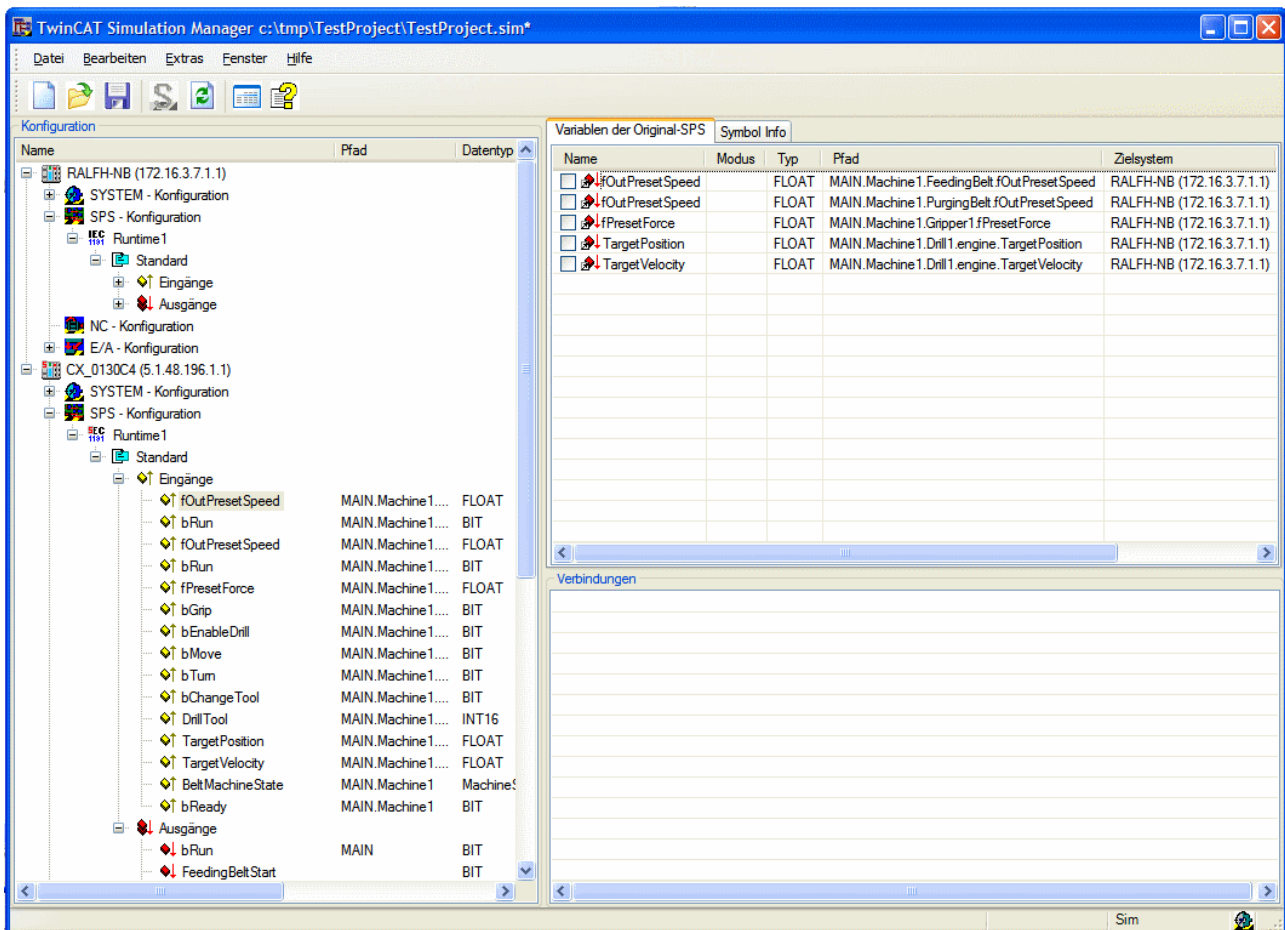 TwinCAT Simulation Manager c:\tmp\TestProject\TestProject.sim*
Datei Bearbeiten Extras Fenster Hilfe
Konfiguration
Name Pfad Datentyp
RALFH-NB (172.16.3.7.1.1)
SYSTEM - Konfiguration
SPS - Konfiguration
IEC 1131 Runtime1
Standard
Eingänge
Ausgänge
NC - Konfiguration
E/A - Konfiguration
CX_0130C4 (5.1.48.196.1.1)
SYSTEM - Konfiguration
SPS - Konfiguration
SEC 1131 Runtime1
Standard
Eingänge
fOutPresetSpeed MAIN.Machine1.... FLOAT
bRun MAIN.Machine1.... BIT
fOutPresetSpeed MAIN.Machine1.... FLOAT
bRun MAIN.Machine1.... BIT
fPresetForce MAIN.Machine1.... FLOAT
bGrip MAIN.Machine1.... BIT
bEnableDrill MAIN.Machine1.... BIT
bMove MAIN.Machine1.... BIT
bTurn MAIN.Machine1.... BIT
bChangeTool MAIN.Machine1.... BIT
DrillTool MAIN.Machine1.... INT16
TargetPosition MAIN.Machine1.... FLOAT
TargetVelocity MAIN.Machine1.... FLOAT
BeltMachineState MAIN.Machine1 MachineS
bReady MAIN.Machine1 BIT
Ausgänge
bRun MAIN BIT
FeedingBeltStart BIT
Variablen der Original-SPS Symbol Info
Name Modus Typ Pfad Zielsystem
fOutPresetSpeed FLOAT MAIN.Machine1.FeedingBelt.fOutPresetSpeed RALFH-NB (172.16.3.7.1.1)
fOutPresetSpeed FLOAT MAIN.Machine1.PurgingBelt.fOutPresetSpeed RALFH-NB (172.16.3.7.1.1)
fPresetForce FLOAT MAIN.Machine1.Gripper1.fPresetForce RALFH-NB (172.16.3.7.1.1)
TargetPosition FLOAT MAIN.Machine1.Drill1.engine.TargetPosition RALFH-NB (172.16.3.7.1.1)
TargetVelocity FLOAT MAIN.Machine1.Drill1.engine.TargetVelocity RALFH-NB (172.16.3.7.1.1)
Verbindungen
Sim